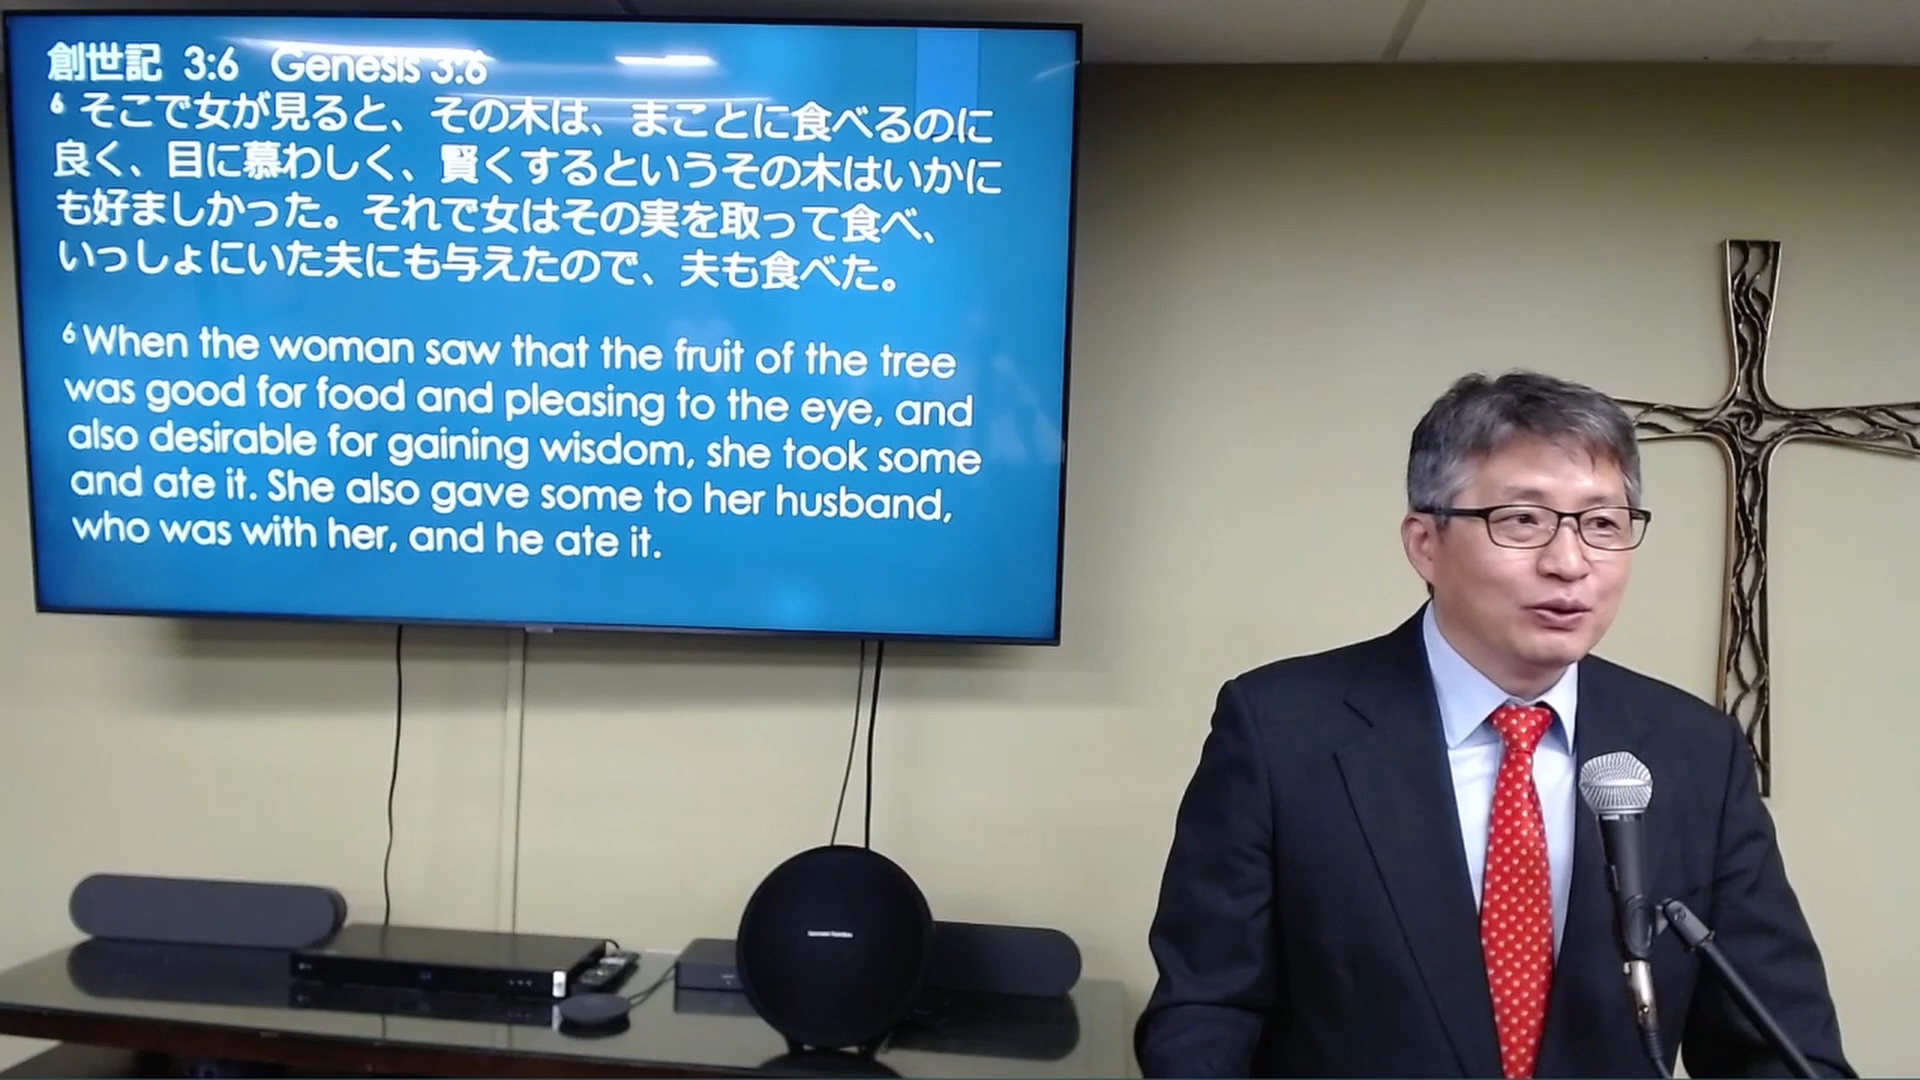 創世記 3:6 Genesis 3:6
6 そこで女が見ると、その木は、まことに食べるのに
良く、目に慕わしく、賢くするというその木はいかに
も好ましかった。それで女はその実を取って食べ、
いっしょにいた夫にも与えたので、夫も食べた。
6 When the woman saw that the fruit of the tree
was good for food and pleasing to the eye, and
also desirable for gaining wisdom, she took some
and ate it. She also gave some to her husband,
who was with her, and he ate it.
harman kardon